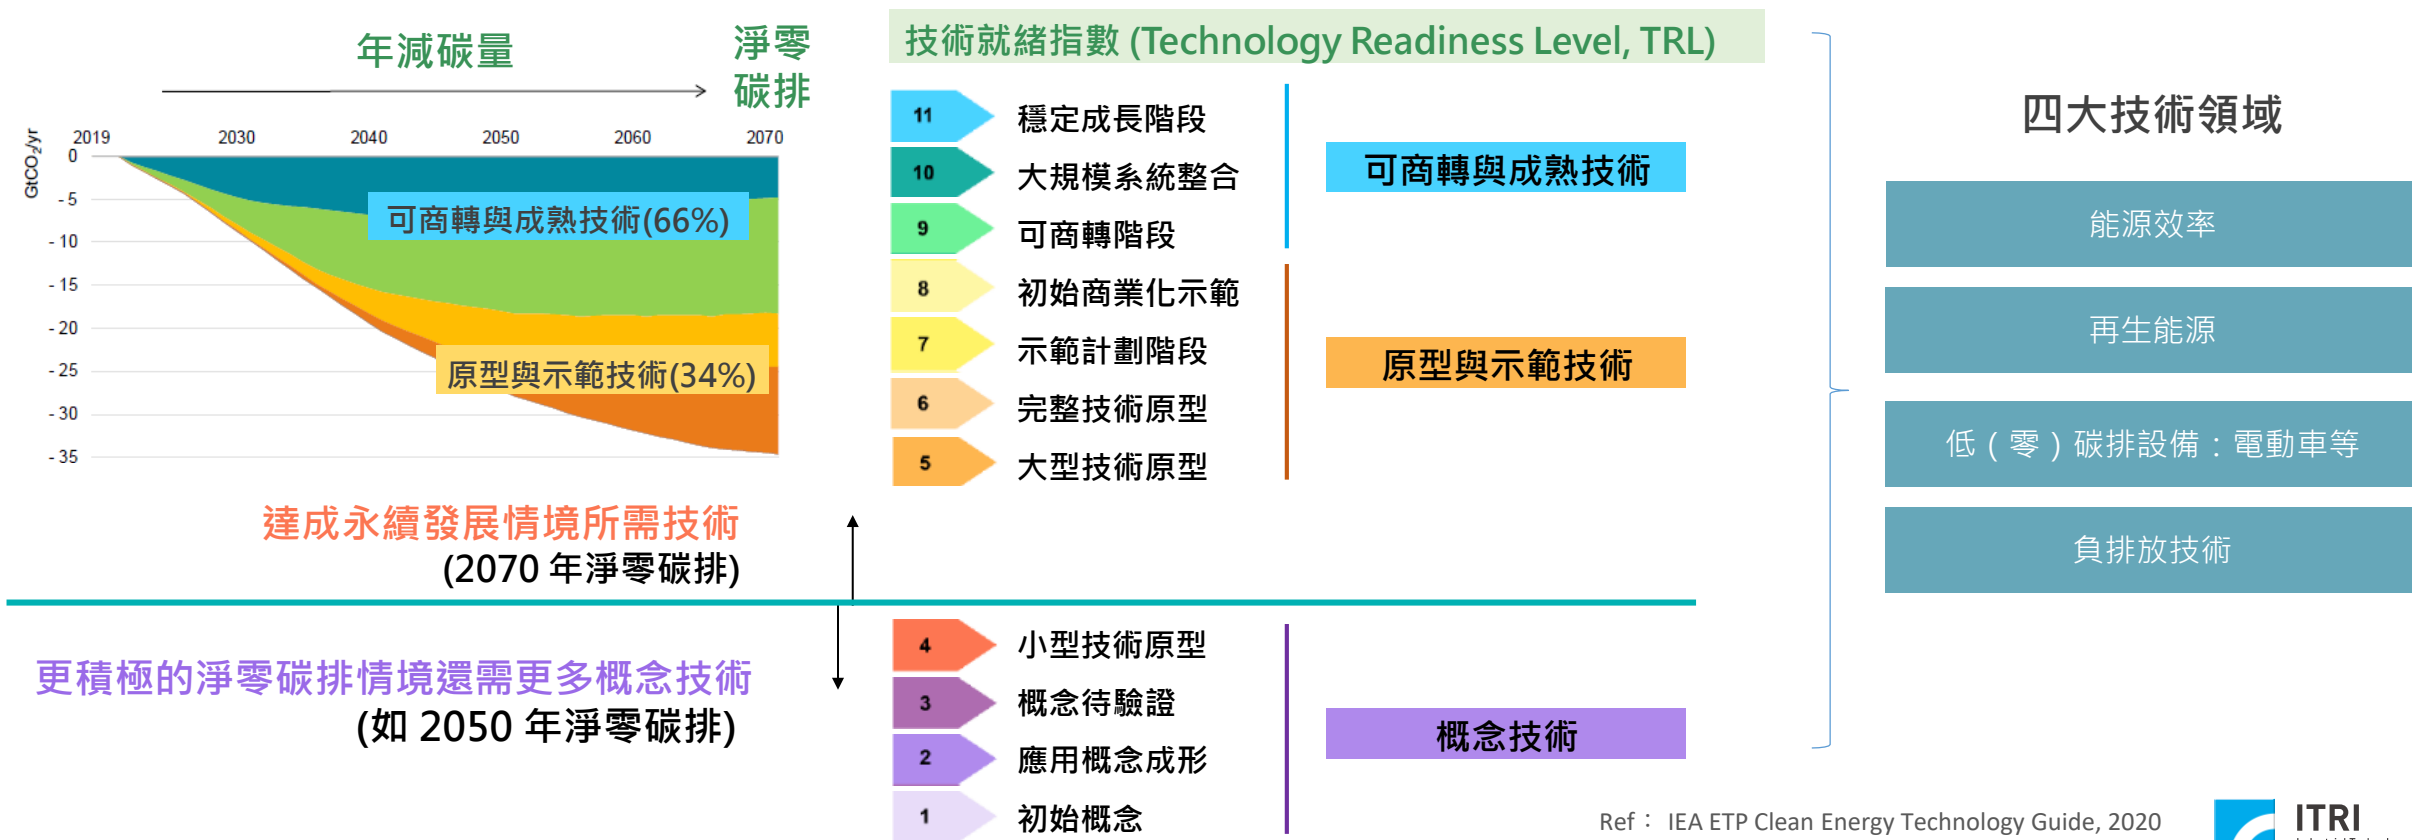 年減碳量
淨零
碳排
2019 2030 2040 2050 2060 2070
GtCO₂/yr
0
- 5
- 10
- 15
- 20
- 25
- 30
- 35
可商轉與成熟技術(66%)
原型與示範技術(34%)
達成永續發展情境所需技術
(2070 年淨零碳排)
更積極的淨零碳排情境還需更多概念技術
(如 2050 年淨零碳排)
技術就緒指數 (Technology Readiness Level, TRL)
11 穩定成長階段
10 大規模系統整合
9 可商轉階段
8 初始商業化示範
7 示範計劃階段
6 完整技術原型
5 大型技術原型
4 小型技術原型
3 概念待驗證
2 應用概念成形
1 初始概念
可商轉與成熟技術
原型與示範技術
概念技術
四大技術領域
能源效率
再生能源
低（零）碳排設備：電動車等
負排放技術
Ref： IEA ETP Clean Energy Technology Guide, 2020
ITRI